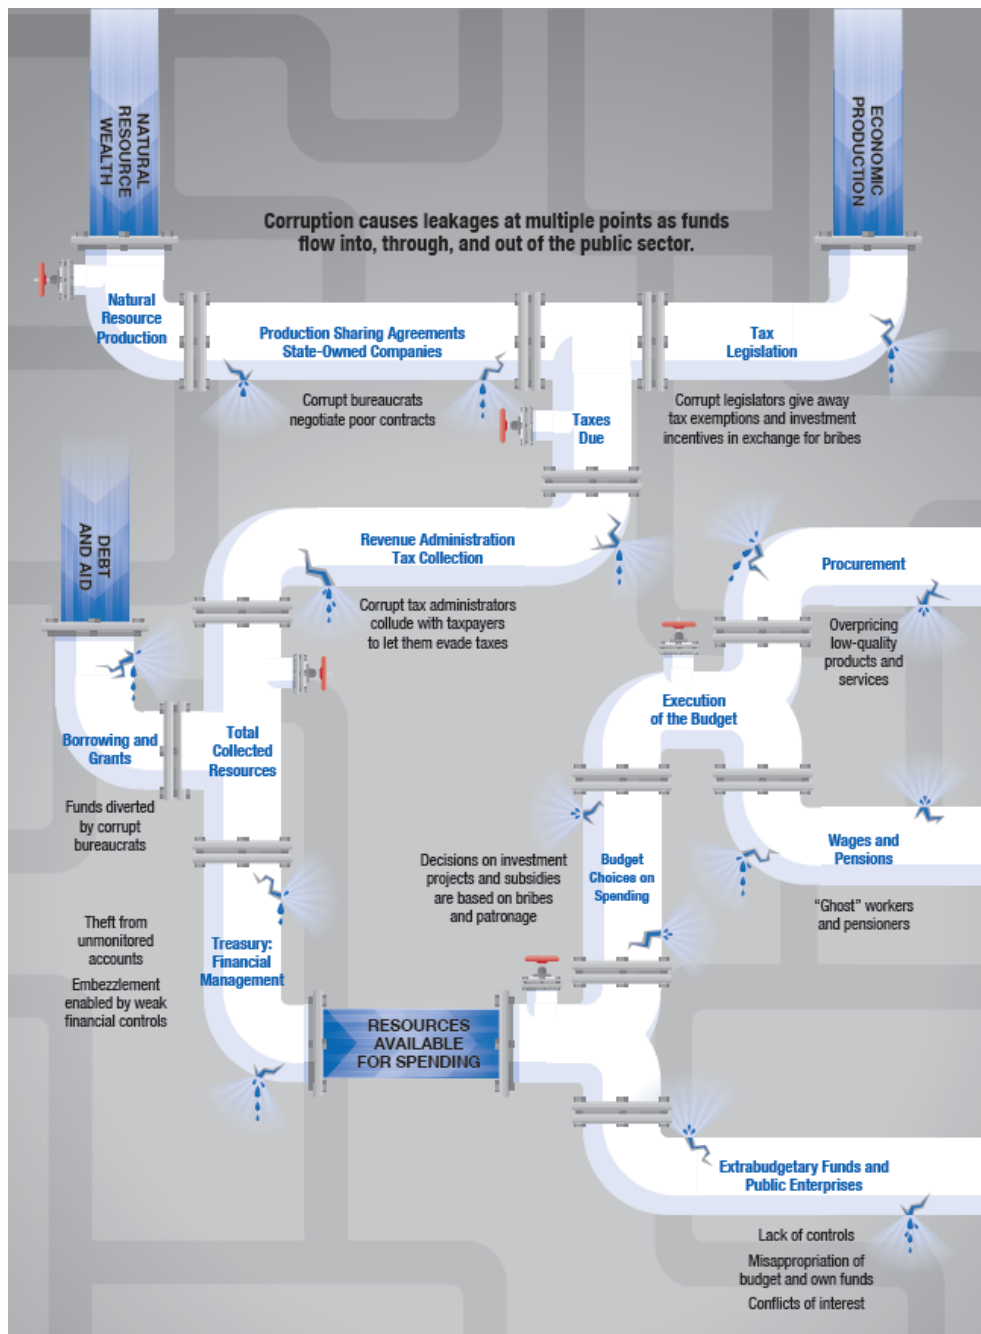 NATURAL
RESOURCE
WEALTH
ECONOMIC
PRODUCTION
Corruption causes leakages at multiple points as funds
flow into, through, and out of the public sector.
Natural
Resource
Production
Production Sharing Agreements
State-Owned Companies
Tax
Legislation
Corrupt bureaucrats
negotiate poor contracts
Taxes
Due
Corrupt legislators give away
tax exemptions and investment
incentives in exchange for bribes
DEBT
AND AID
Revenue Administration
Tax Collection
Corrupt tax administrators
collude with taxpayers
to let them evade taxes
Procurement
Overpricing
low-quality
products and
services
Execution
of the Budget
Borrowing and
Grants
Total
Collected
Resources
Funds diverted
by corrupt
bureaucrats
Decisions on investment
projects and subsidies
are based on bribes
and patronage
Budget
Choices on
Spending
Wages and
Pensions
“Ghost” workers
and pensioners
Theft from
unmonitored
accounts
Embezzlement
enabled by weak
financial controls
Treasury:
Financial
Management
RESOURCES
AVAILABLE
FOR SPENDING
Extrabudgetary Funds and
Public Enterprises
Lack of controls
Misappropriation of
budget and own funds
Conflicts of interest